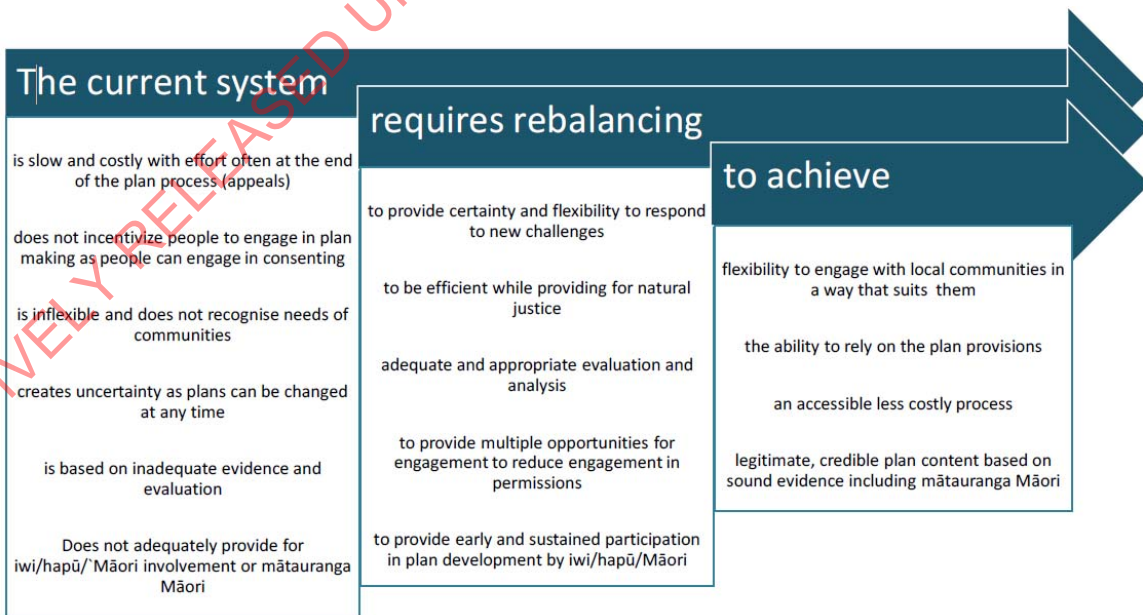 The current system
is slow and costly with effort often at the end
of the plan process (appeals)
does not incentivize people to engage in plan
making as people can engage in consenting
is inflexible and does not recognise needs of
communities
creates uncertainty as plans can be changed
at any time
is based on inadequate evidence and
evaluation
Does not adequately provide for
iwi/hapū/`Māori involvement or mātauranga
Māori
requires rebalancing
to provide certainty and flexibility to respond
to new challenges
to be efficient while providing for natural
justice
adequate and appropriate evaluation and
analysis
to provide multiple opportunities for
engagement to reduce engagement in
permissions
to provide early and sustained participation
in plan development by iwi/hapū/Māori
to achieve
flexibility to engage with local communities in
a way that suits them
the ability to rely on the plan provisions
an accessible less costly process
legitimate, credible plan content based on
sound evidence including mātauranga Māori
RELEASED